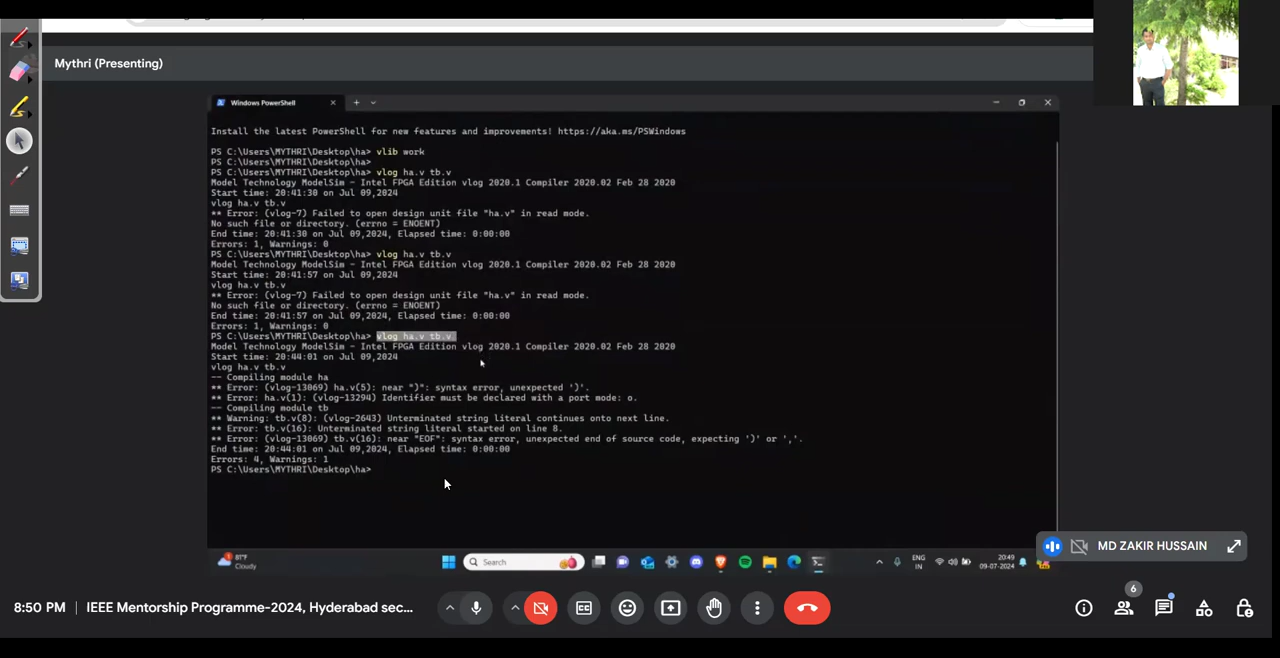 Mythri (Presenting)
Windows PowerShell
Install the latest PowerShell for new features and improvements! https://aka.ms/PSWindows
PS C:\Users\MYTHRI\Desktop\ha> vlib work
PS C:\Users\MYTHRI\Desktop\ha>
PS C:\Users\MYTHRI\Desktop\ha> vlog ha.v tb.v
Model Technology ModelSim - Intel FPGA Edition vlog 2020.1 Compiler 2020.02 Feb 28 2020
Start time: 20:41:30 on Jul 09,2024
vlog ha.v tb.v
** Error: (vlog-7) Failed to open design unit file "ha.v" in read mode.
No such file or directory. (errno = ENOENT)
End time: 20:41:30 on Jul 09,2024, Elapsed time: 0:00:00
Errors: 1, Warnings: 0
PS C:\Users\MYTHRI\Desktop\ha> vlog ha.v tb.v
Model Technology ModelSim - Intel FPGA Edition vlog 2020.1 Compiler 2020.02 Feb 28 2020
Start time: 20:41:57 on Jul 09,2024
vlog ha.v tb.v
** Error: (vlog-7) Failed to open design unit file "ha.v" in read mode.
No such file or directory. (errno = ENOENT)
End time: 20:41:57 on Jul 09,2024, Elapsed time: 0:00:00
Errors: 1, Warnings: 0
PS C:\Users\MYTHRI\Desktop\ha> vlog ha.v tb.v
Model Technology ModelSim - Intel FPGA Edition vlog 2020.1 Compiler 2020.02 Feb 28 2020
Start time: 20:44:01 on Jul 09,2024
vlog ha.v tb.v
-- Compiling module ha
** Error: (vlog-13069) ha.v(5): near ")": syntax error, unexpected ')'.
** Error: ha.v(1): (vlog-13294) Identifier must be declared with a port mode: o.
-- Compiling module tb
** Warning: tb.v(8): (vlog-2643) Unterminated string literal continues onto next line.
** Error: tb.v(16): Unterminated string literal started on line 8.
** Error: (vlog-13069) tb.v(16): near "EOF": syntax error, unexpected end of source code, expecting ')' or ','.
End time: 20:44:01 on Jul 09,2024, Elapsed time: 0:00:00
Errors: 4, Warnings: 1
PS C:\Users\MYTHRI\Desktop\ha>
MD ZAKIR HUSSAIN
81°F
Cloudy
Search
ENG
IN
20:49
09-07-2024
8:50 PM | IEEE Mentorship Programme-2024, Hyderabad sec...
6